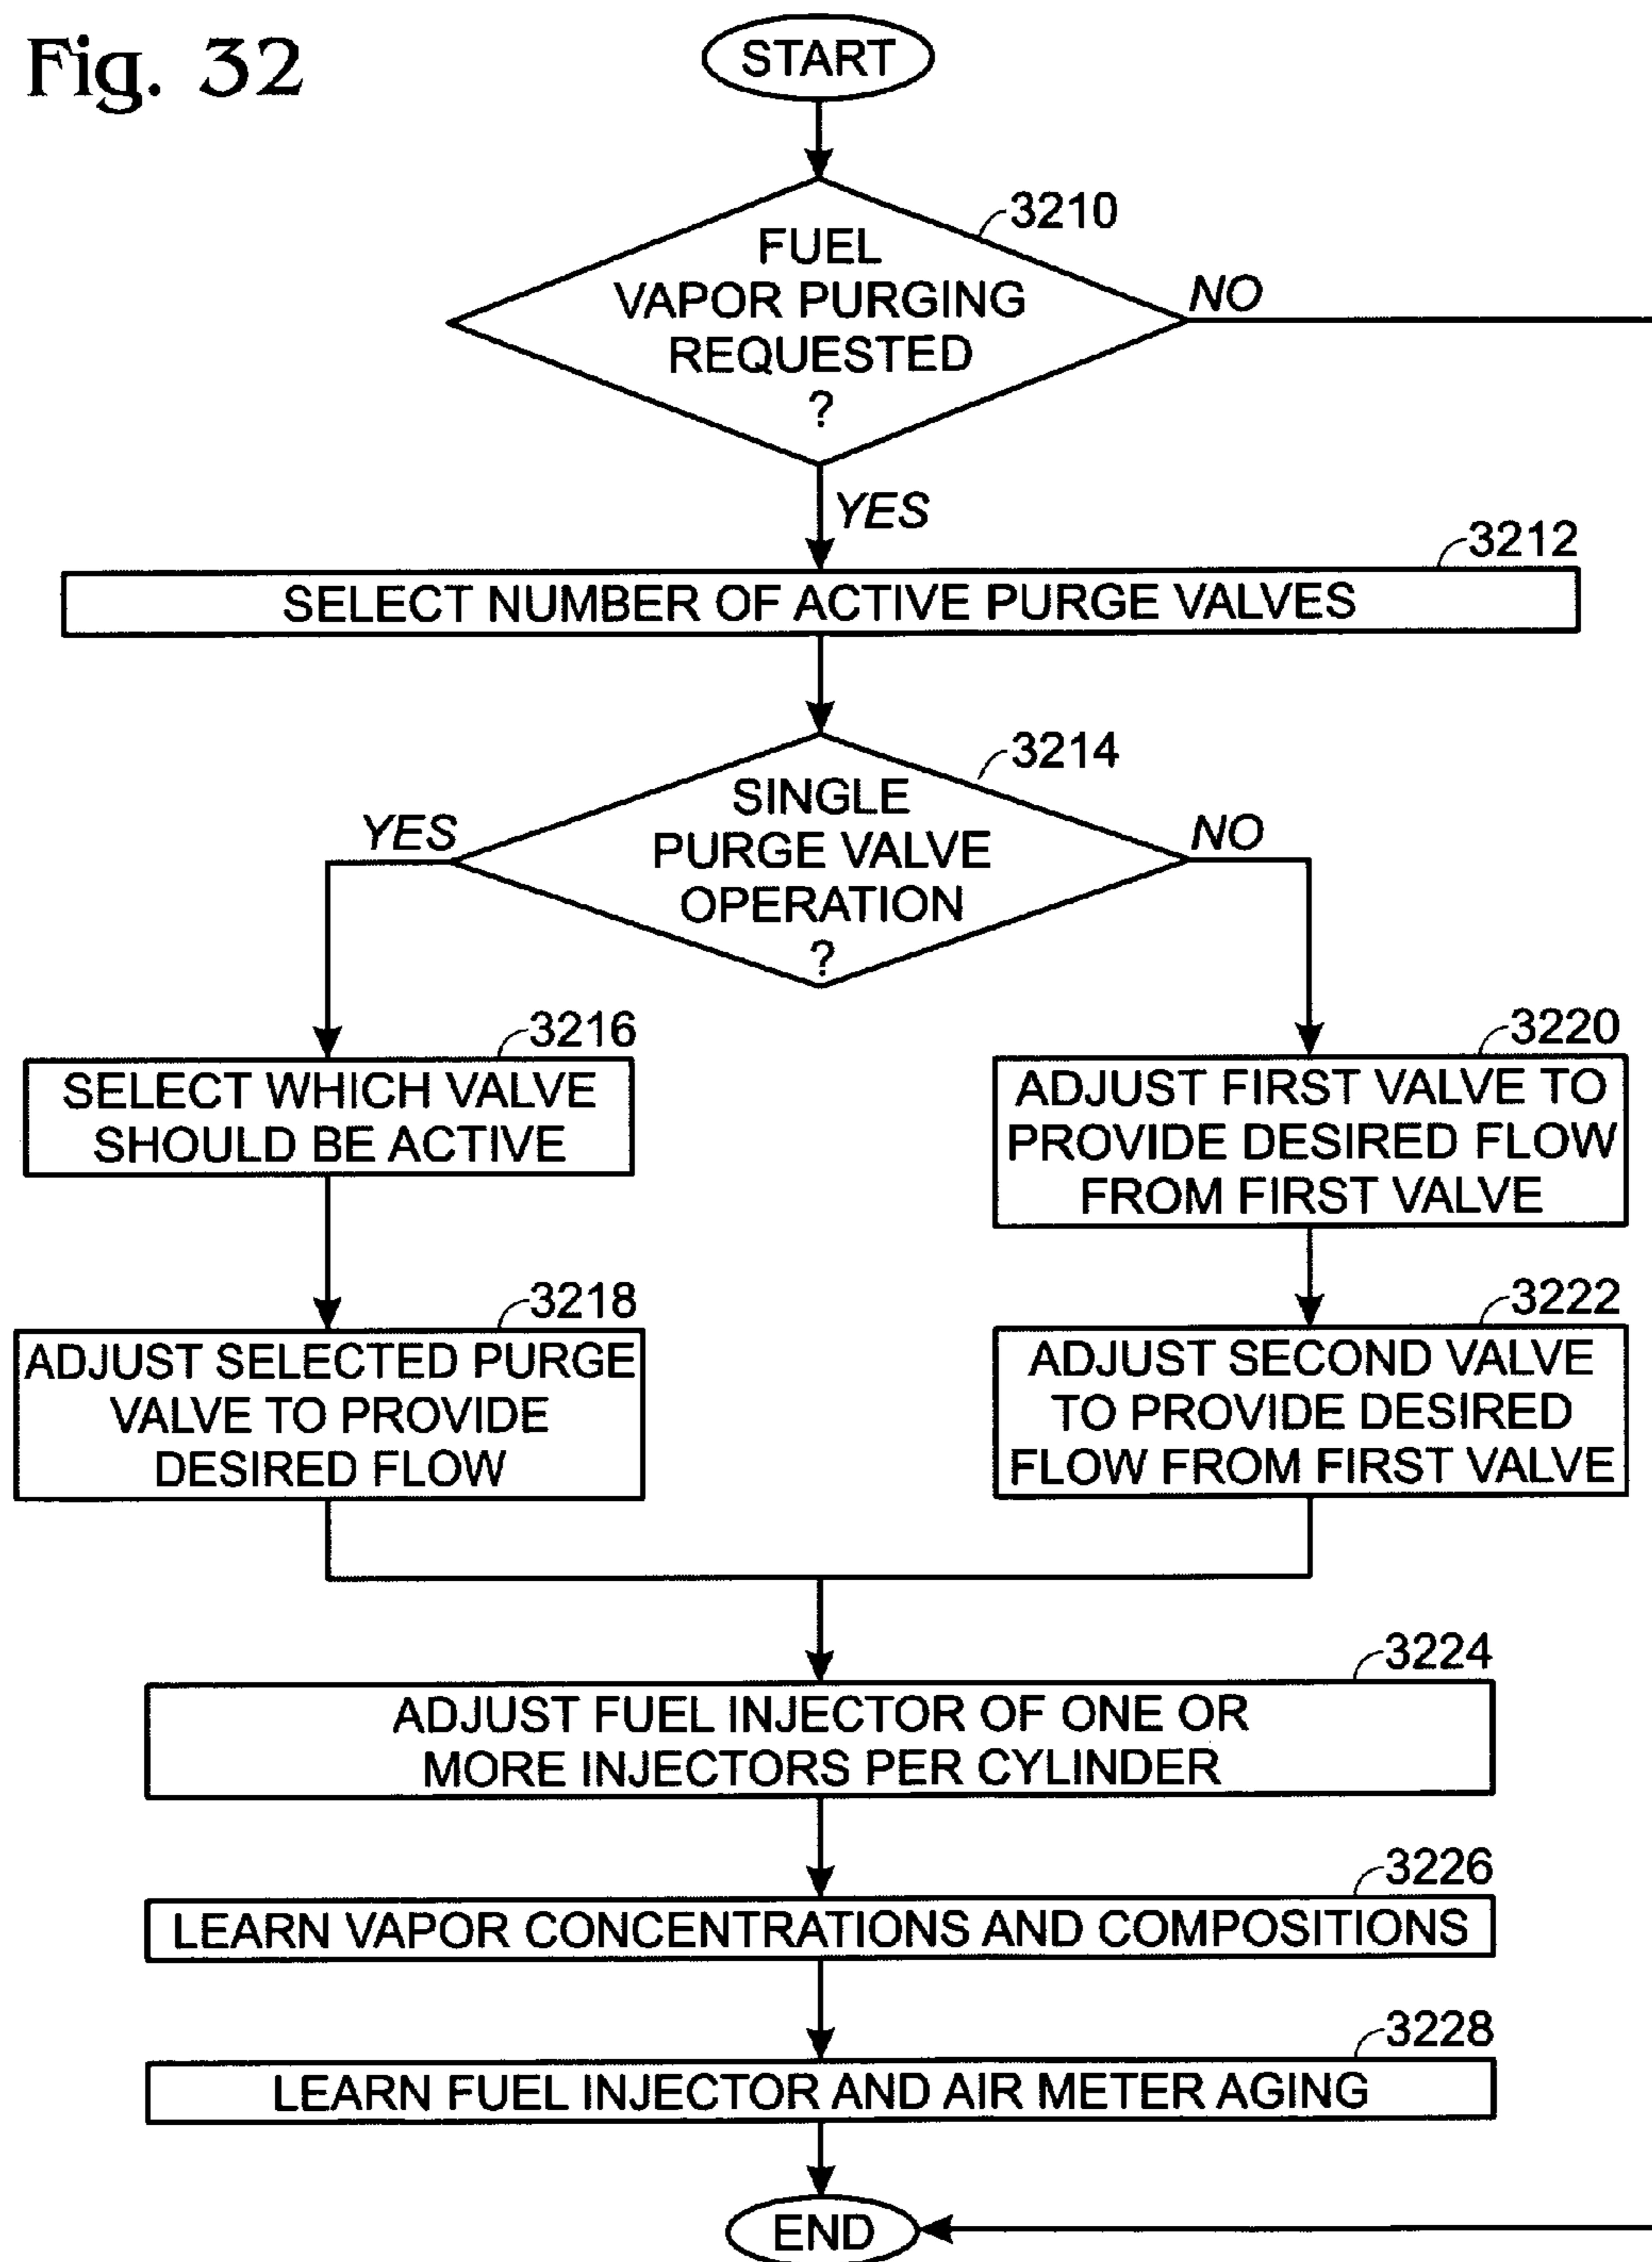 Fig. 32
START
3210
FUEL
VAPOR PURGING
REQUESTED
?
NO
YES
3212
SELECT NUMBER OF ACTIVE PURGE VALVES
3214
SINGLE
PURGE VALVE
OPERATION
?
YES
NO
3216
SELECT WHICH VALVE
SHOULD BE ACTIVE
3220
ADJUST FIRST VALVE TO
PROVIDE DESIRED FLOW
FROM FIRST VALVE
3218
ADJUST SELECTED PURGE
VALVE TO PROVIDE
DESIRED FLOW
3222
ADJUST SECOND VALVE
TO PROVIDE DESIRED
FLOW FROM FIRST VALVE
3224
ADJUST FUEL INJECTOR OF ONE OR
MORE INJECTORS PER CYLINDER
3226
LEARN VAPOR CONCENTRATIONS AND COMPOSITIONS
3228
LEARN FUEL INJECTOR AND AIR METER AGING
END